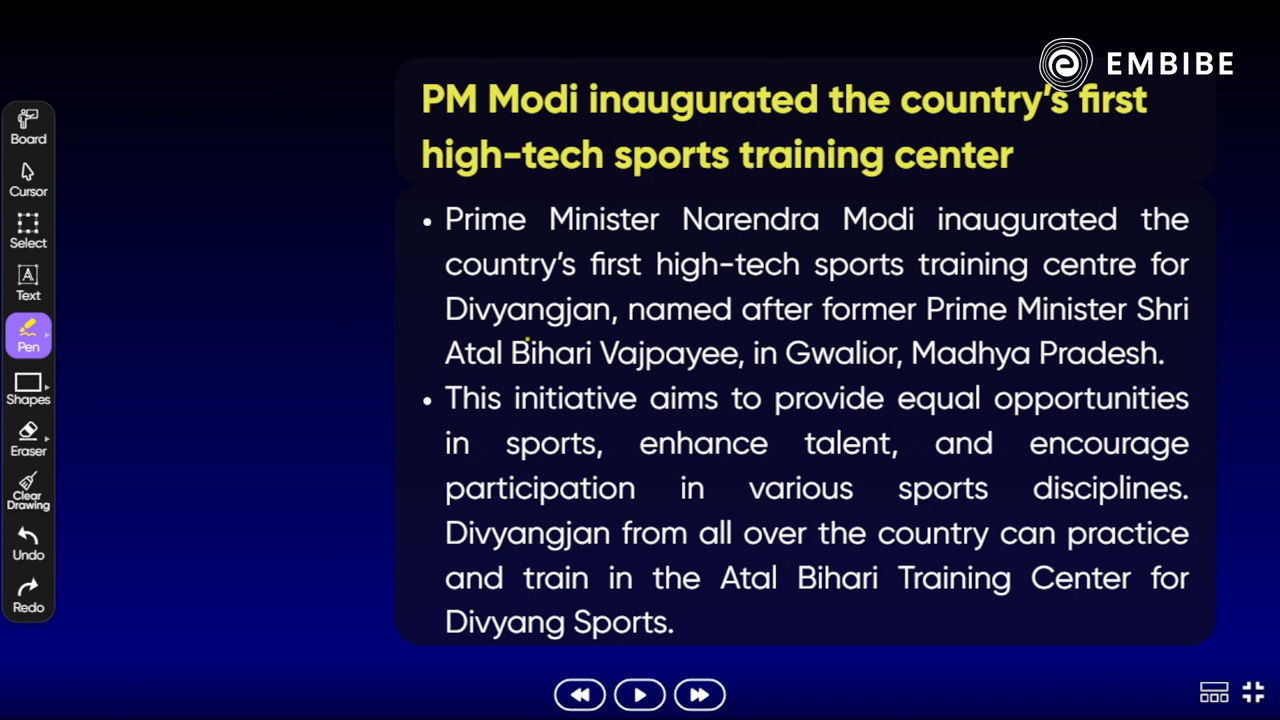 EMBIBE
PM Modi inaugurated the country's first
high-tech sports training center
• Prime Minister Narendra Modi inaugurated the
country's first high-tech sports training centre for
Divyangjan, named after former Prime Minister Shri
Atal Bihari Vajpayee, in Gwalior, Madhya Pradesh.
• This initiative aims to provide equal opportunities
in sports, enhance talent, and encourage
participation in various sports disciplines.
Divyangjan from all over the country can practice
and train in the Atal Bihari Training Center for
Divyang Sports.
Board
Cursor
Select
A
Text
Pen
Shapes
Eraser
Clear
Drawing
Undo
Redo